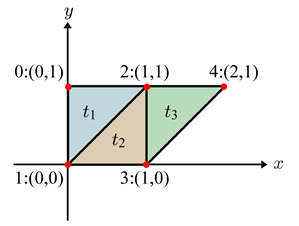 y
0:(0,1) 2:(1,1) 4:(2,1)
t1 t3
t2
x
1:(0,0) 3:(1,0)